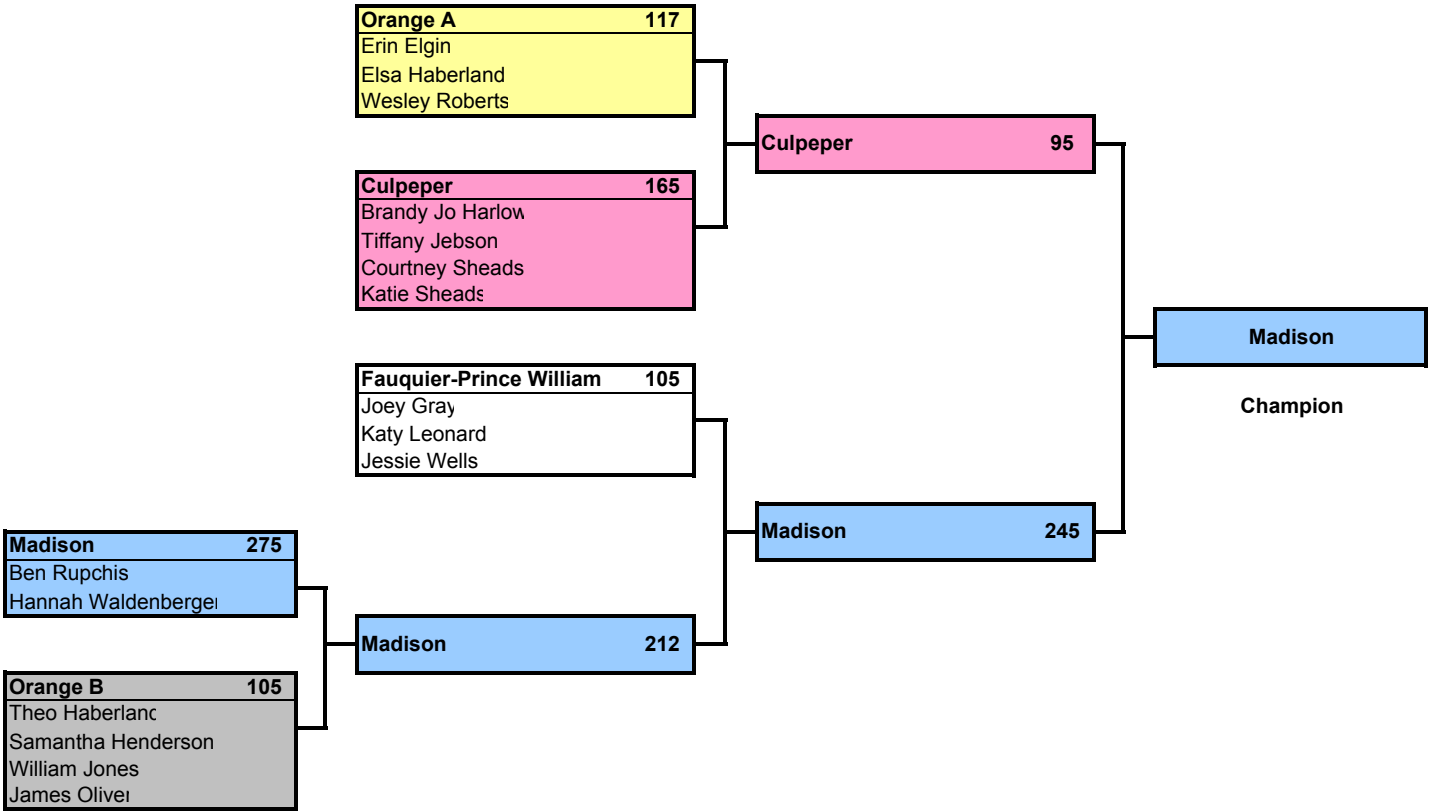 Orange A 117
Erin Elgin
Elsa Haberland
Wesley Roberts
Culpeper 95
Culpeper 165
Brandy Jo Harlow
Tiffany Jebson
Courtney Sheads
Katie Sheads
Madison
Champion
Fauquier-Prince William 105
Joey Gray
Katy Leonard
Jessie Wells
Madison 245
Madison 275
Ben Rupchis
Hannah Waldenberger
Madison 212
Orange B 105
Theo Haberland
Samantha Henderson
William Jones
James Oliver